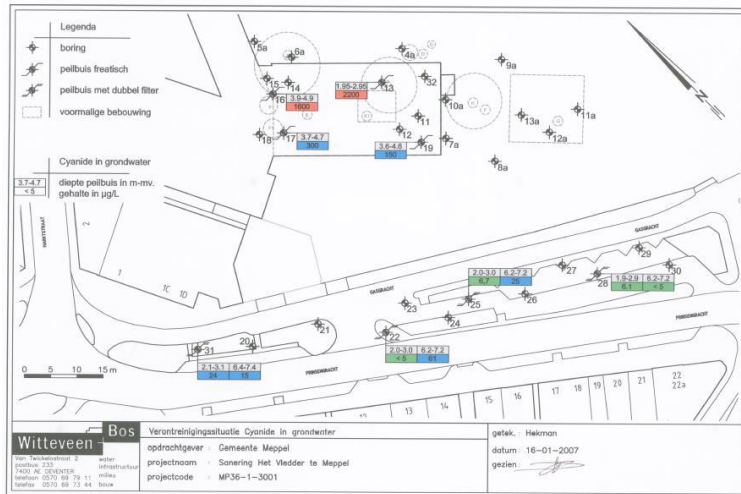 Legenda
boring
peilbuis freatisch
peilbuis met dubbel filter
voormalige bebouwing
Cyanide in grondwater
3.7-4.7
< 5
diepte peilbuis in m-mv.
gehalte in µg/L
5a
6a
4a
9a
15
14
16
3.9-4.9
1600
1.95-2.95
2200
13
32
10a
11
12
13a
11a
12a
18
17
3.7-4.7
300
3.6-4.6
150
19
7a
8a
MARKTSTRAAT
2
1
1C
1D
GASGRACHT
GASGRACHT
29
30
27
28
2.0-3.0 6.2-7.2
6,7 25
1.9-2.9 6.2-7.2
6,1 < 5
25
26
23
24
21
22
20
31
PRINSENGRACHT
PRINSENGRACHT
2.0-3.0 6.2-7.2
< 5 61
2.1-3.1 6.4-7.4
24 15
0 5 10 15 m
12
13
14
15
16
17
18
19
20
21
22
22a
Witteveen
Bos
Van Twickelostraat 2
postbus 233
7400 AE DEVENTER
telefoon 0570 69 79 11
telefax 0570 69 73 44
water
infrastructuur
milieu
bouw
Verontreinigingssituatie Cyanide in grondwater
opdrachtgever : Gemeente Meppel
projectnaam : Sanering Het Vledder te Meppel
projectcode : MP36-1-3001
getek. : Hekman
datum : 16-01-2007
gezien :